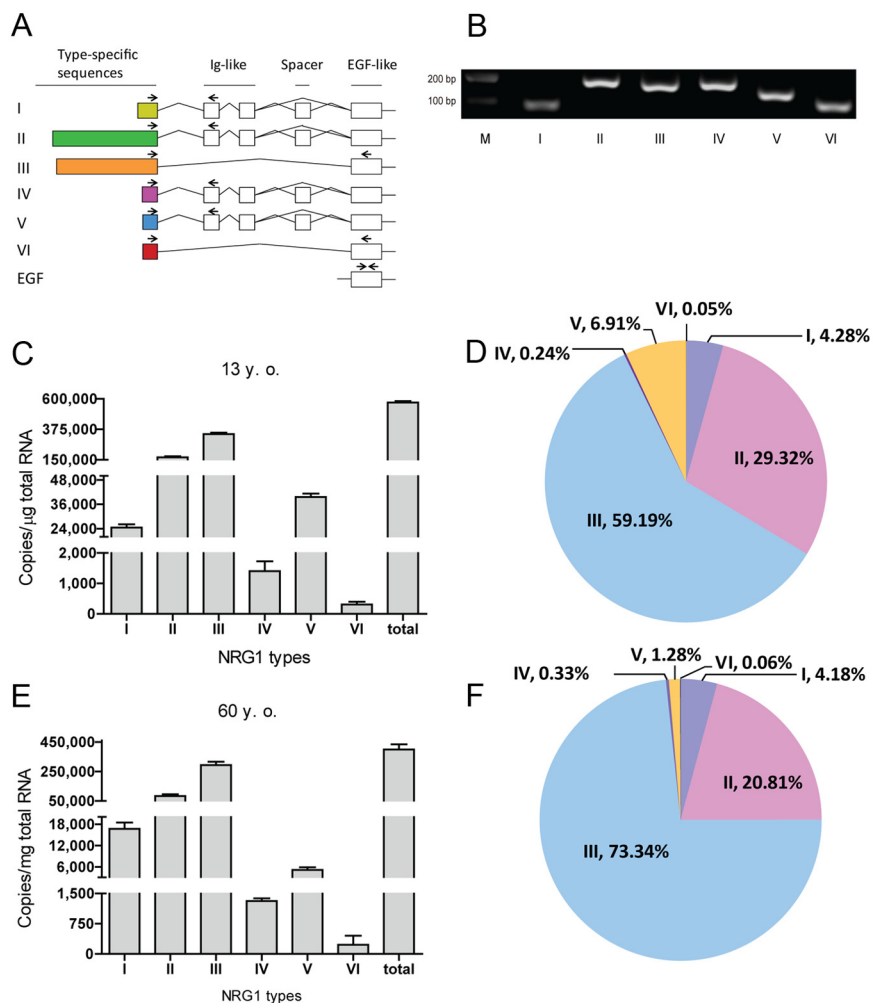 A
Type-specific
sequences
Ig-like
Spacer
EGF-like
I
II
III
IV
V
VI
EGF
B
200 bp
100 bp
M I II III IV V VI
C
13 y. o.
Copies/µg total RNA
600,000
375,000
150,000
48,000
36,000
24,000
2,000
1,000
0
I II III IV V VI total
NRG1 types
D
VI, 0.05%
V, 6.91%
I, 4.28%
IV, 0.24%
II, 29.32%
III, 59.19%
E
60 y. o.
Copies/mg total RNA
450,000
250,000
50,000
18,000
12,000
6,000
1,500
750
0
I II III IV V VI total
NRG1 types
F
V, 1.28%
VI, 0.06%
IV, 0.33%
I, 4.18%
II, 20.81%
III, 73.34%